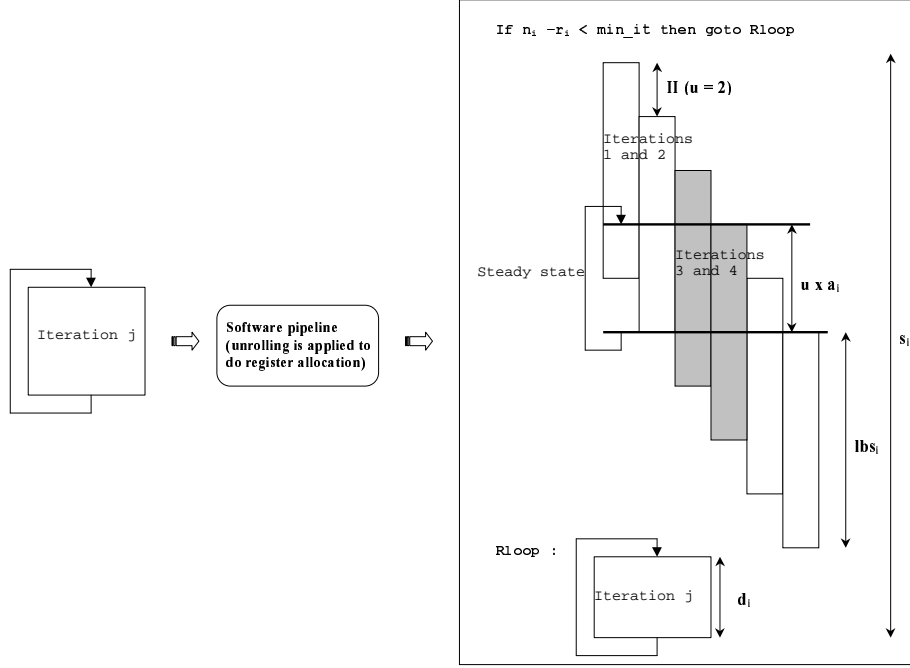 If nᵢ –rᵢ < min_it then goto Rloop
II (u = 2)
Iterations
1 and 2
Iterations
3 and 4
Steady state
u x aᵢ
sᵢ
Iteration j
Software pipeline
(unrolling is applied to
do register allocation)
lbsᵢ
Rloop :
Iteration j
dᵢ